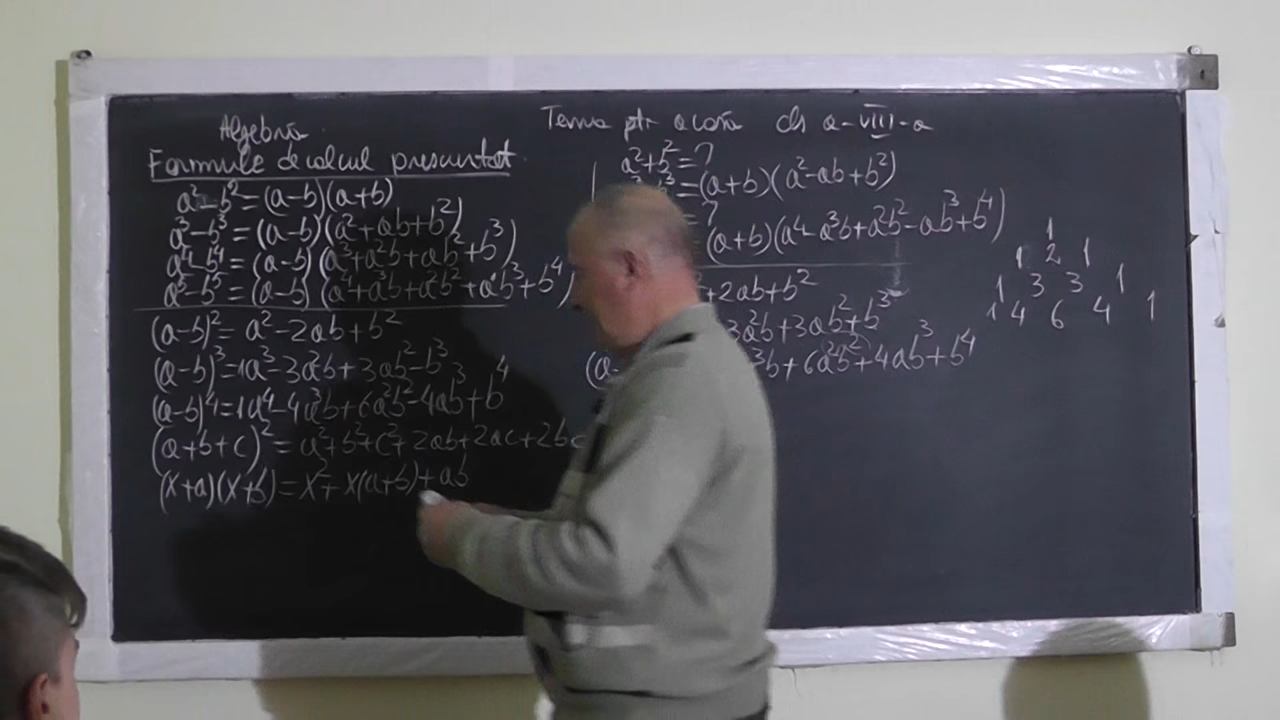 Algebra
Formule de calcul prescurtat
a²-b²=(a-b)(a+b)
a³-b³=(a-b)(a²+ab+b²)
a⁴-b⁴=(a-b)(a³+a²b+ab²+b³)
a⁵-b⁵=(a-b)(a⁴+a³b+a²b²+ab³+b⁴)
(a-b)²=a²-2ab+b²
(a-b)³=1a³-3a²b+3ab²-b³
(a-b)⁴=1a⁴-4a³b+6a²b²-4ab³+b⁴
(a+b+c)²=a²+b²+c²+2ab+2ac+2bc
(x+a)(x+b)=x²+x(a+b)+ab
Tema ptr acasă cls a-VIII-a
a²+b²=?
=(a+b)(a²-ab+b²)
=?
=(a+b)(a⁴-a³b+a²b²-ab³+b⁴)
+2ab+b²
3a²b+3ab²+b³
³b+6a²b²+4ab³+b⁴
1
1 2 1
1 3 3 1
1 4 6 4 1